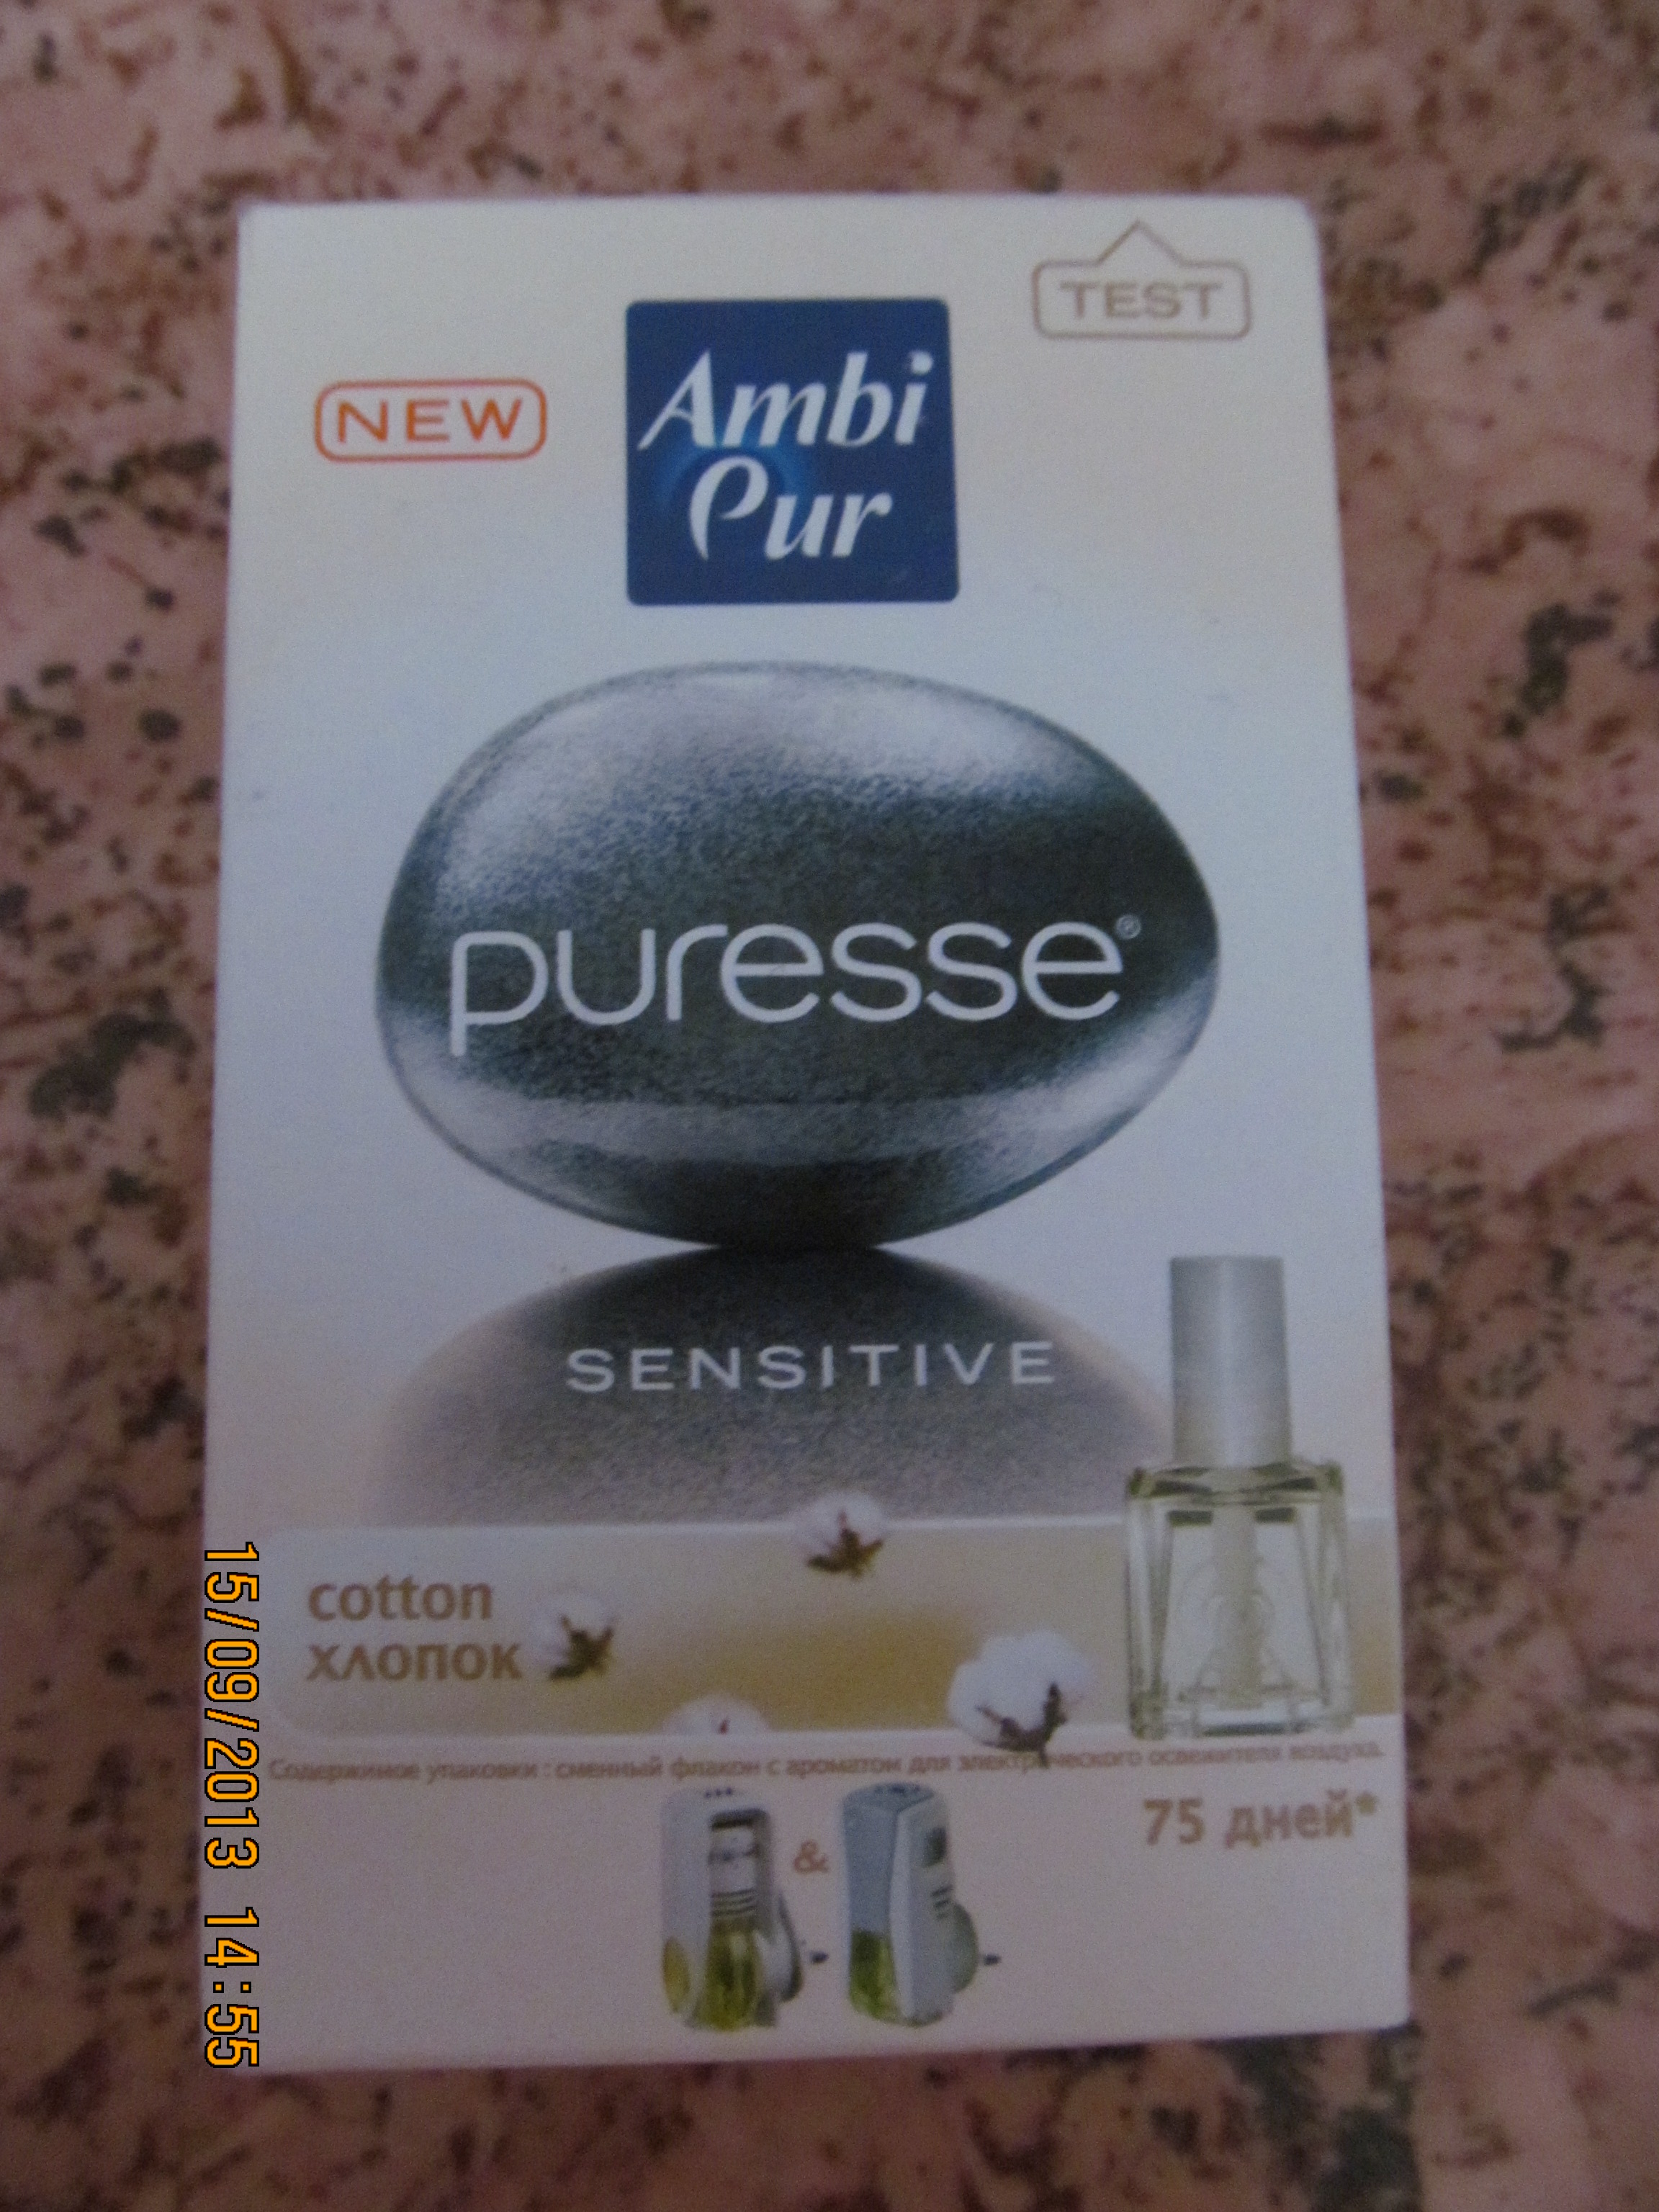 TEST
NEW
Ambi
Pur
puresse®
SENSITIVE
cotton
хлопок
Содержимое упаковки : сменный флакон с ароматом для электрического освежителя воздуха.
75 дней*
&
15/09/2013 14:55